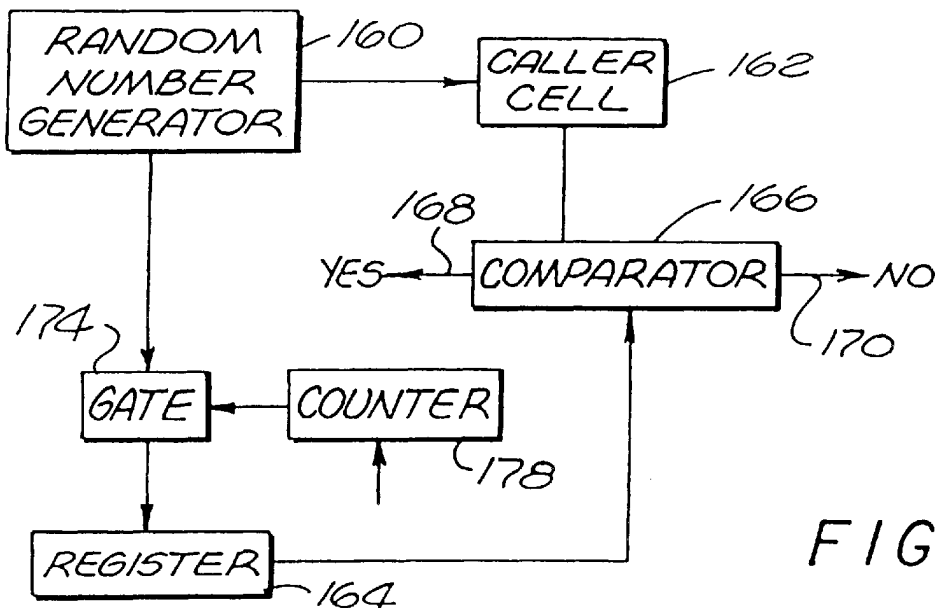 RANDOM
NUMBER
GENERATOR
160
CALLER
CELL
162
168
166
YES
COMPARATOR
NO
170
174
GATE
COUNTER
178
REGISTER
164
FIG